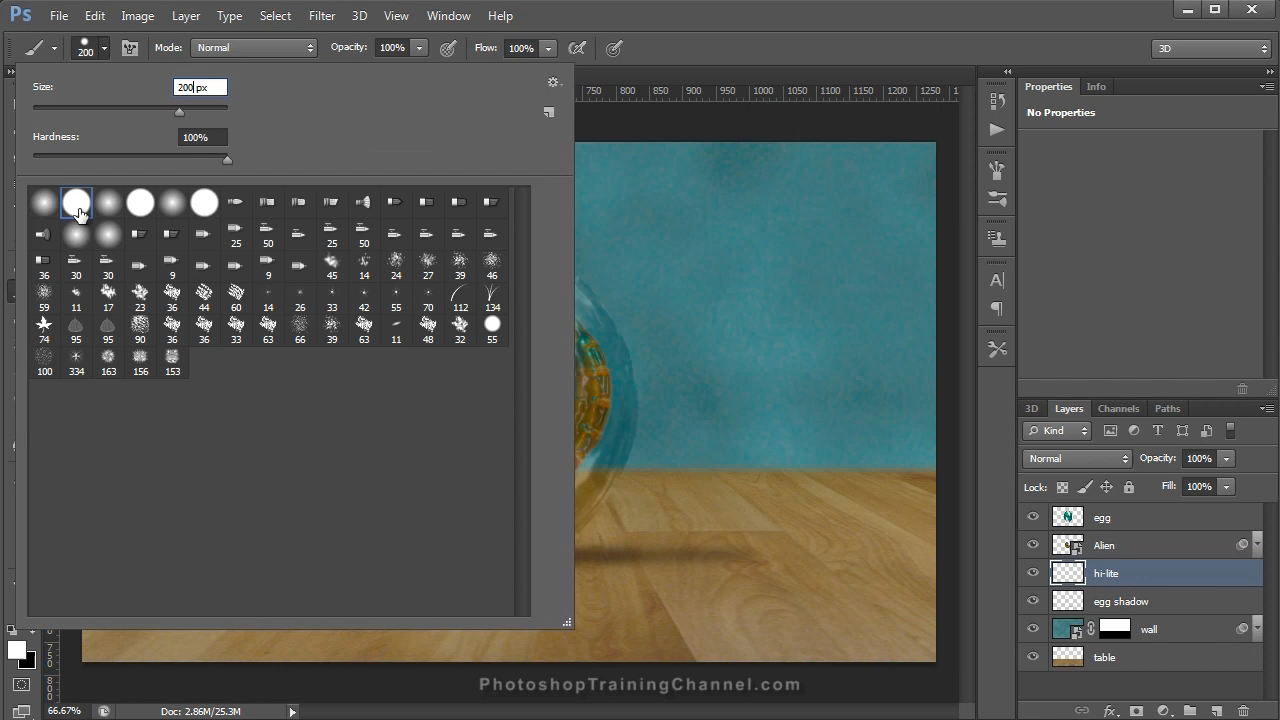 Ps File Edit Image Layer Type Select Filter 3D View Window Help
200 Mode: Normal Opacity: 100% Flow: 100% 3D
Size: 200 px
Hardness: 100%
750 800 850 900 950 1000 1050 1100 1150 1200 1250
25 50 25 50
36 30 30 9 9 45 14 24 27 39 46
59 11 17 23 36 44 60 14 26 33 42 55 70 112 134
74 95 95 90 36 36 33 63 66 39 63 11 48 32 55
100 334 163 156 153
Properties Info
No Properties
3D Layers Channels Paths
Kind
Normal Opacity: 100%
Lock: Fill: 100%
egg
Alien
hi-lite
egg shadow
wall
table
750
800
PhotoshopTrainingChannel.com
66.67% Doc: 2.86M/25.3M